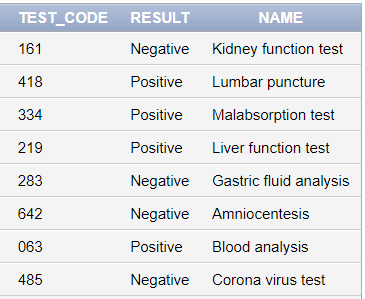 TEST_CODE RESULT NAME
161 Negative Kidney function test
418 Positive Lumbar puncture
334 Positive Malabsorption test
219 Positive Liver function test
283 Negative Gastric fluid analysis
642 Negative Amniocentesis
063 Positive Blood analysis
485 Negative Corona virus test